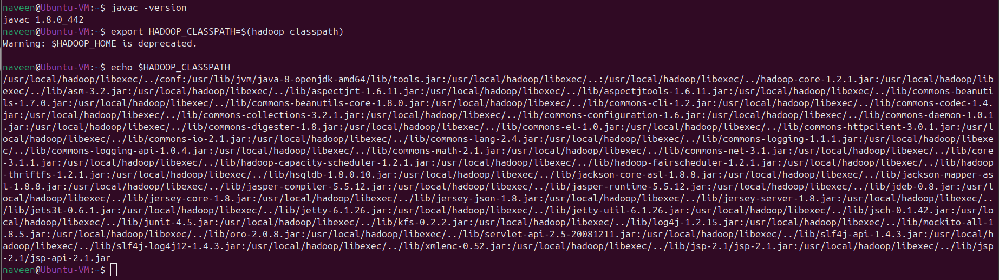 naveen@Ubuntu-VM:~$ javac -version
javac 1.8.0_442
naveen@Ubuntu-VM:~$ export HADOOP_CLASSPATH=$(hadoop classpath)
Warning: $HADOOP_HOME is deprecated.
naveen@Ubuntu-VM:~$ echo $HADOOP_CLASSPATH
/usr/local/hadoop/libexec/../conf:/usr/lib/jvm/java-8-openjdk-amd64/lib/tools.jar:/usr/local/hadoop/libexec/..:/usr/local/hadoop/libexec/../hadoop-core-1.2.1.jar:/usr/local/hadoop/lib
exec/../lib/asm-3.2.jar:/usr/local/hadoop/libexec/../lib/aspectjrt-1.6.11.jar:/usr/local/hadoop/libexec/../lib/aspectjtools-1.6.11.jar:/usr/local/hadoop/libexec/../lib/commons-beanuti
ls-1.7.0.jar:/usr/local/hadoop/libexec/../lib/commons-beanutils-core-1.8.0.jar:/usr/local/hadoop/libexec/../lib/commons-cli-1.2.jar:/usr/local/hadoop/libexec/../lib/commons-codec-1.4.
jar:/usr/local/hadoop/libexec/../lib/commons-collections-3.2.1.jar:/usr/local/hadoop/libexec/../lib/commons-configuration-1.6.jar:/usr/local/hadoop/libexec/../lib/commons-daemon-1.0.1
.jar:/usr/local/hadoop/libexec/../lib/commons-digester-1.8.jar:/usr/local/hadoop/libexec/../lib/commons-el-1.0.jar:/usr/local/hadoop/libexec/../lib/commons-httpclient-3.0.1.jar:/usr/l
ocal/hadoop/libexec/../lib/commons-io-2.1.jar:/usr/local/hadoop/libexec/../lib/commons-lang-2.4.jar:/usr/local/hadoop/libexec/../lib/commons-logging-1.1.1.jar:/usr/local/hadoop/libexe
c/../lib/commons-logging-api-1.0.4.jar:/usr/local/hadoop/libexec/../lib/commons-math-2.1.jar:/usr/local/hadoop/libexec/../lib/commons-net-3.1.jar:/usr/local/hadoop/libexec/../lib/core
-3.1.1.jar:/usr/local/hadoop/libexec/../lib/hadoop-capacity-scheduler-1.2.1.jar:/usr/local/hadoop/libexec/../lib/hadoop-fairscheduler-1.2.1.jar:/usr/local/hadoop/libexec/../lib/hadoop
-thriftfs-1.2.1.jar:/usr/local/hadoop/libexec/../lib/hsqldb-1.8.0.10.jar:/usr/local/hadoop/libexec/../lib/jackson-core-asl-1.8.8.jar:/usr/local/hadoop/libexec/../lib/jackson-mapper-as
l-1.8.8.jar:/usr/local/hadoop/libexec/../lib/jasper-compiler-5.5.12.jar:/usr/local/hadoop/libexec/../lib/jasper-runtime-5.5.12.jar:/usr/local/hadoop/libexec/../lib/jdeb-0.8.jar:/usr/l
ocal/hadoop/libexec/../lib/jersey-core-1.8.jar:/usr/local/hadoop/libexec/../lib/jersey-json-1.8.jar:/usr/local/hadoop/libexec/../lib/jersey-server-1.8.jar:/usr/local/hadoop/libexec/..
/lib/jets3t-0.6.1.jar:/usr/local/hadoop/libexec/../lib/jetty-6.1.26.jar:/usr/local/hadoop/libexec/../lib/jetty-util-6.1.26.jar:/usr/local/hadoop/libexec/../lib/jsch-0.1.42.jar:/usr/lo
cal/hadoop/libexec/../lib/junit-4.5.jar:/usr/local/hadoop/libexec/../lib/kfs-0.2.2.jar:/usr/local/hadoop/libexec/../lib/log4j-1.2.15.jar:/usr/local/hadoop/libexec/../lib/mockito-all-1
.8.5.jar:/usr/local/hadoop/libexec/../lib/oro-2.0.8.jar:/usr/local/hadoop/libexec/../lib/servlet-api-2.5-20081211.jar:/usr/local/hadoop/libexec/../lib/slf4j-api-1.4.3.jar:/usr/local/h
adoop/libexec/../lib/slf4j-log4j12-1.4.3.jar:/usr/local/hadoop/libexec/../lib/xmlenc-0.52.jar:/usr/local/hadoop/libexec/../lib/jsp-2.1/jsp-2.1.jar:/usr/local/hadoop/libexec/../lib/jsp
-2.1/jsp-api-2.1.jar
naveen@Ubuntu-VM:~$